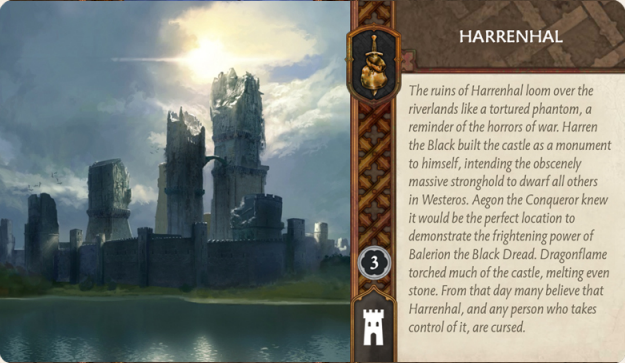 HARRENHAL
The ruins of Harrenhal loom over the
riverlands like a tortured phantom, a
reminder of the horrors of war. Harren
the Black built the castle as a monument
to himself, intending the obscenely
massive stronghold to dwarf all others
in Westeros. Aegon the Conqueror knew
it would be the perfect location to
demonstrate the frightening power of
Balerion the Black Dread. Dragonflame
torched much of the castle, melting even
stone. From that day many believe that
Harrenhal, and any person who takes
control of it, are cursed.
3